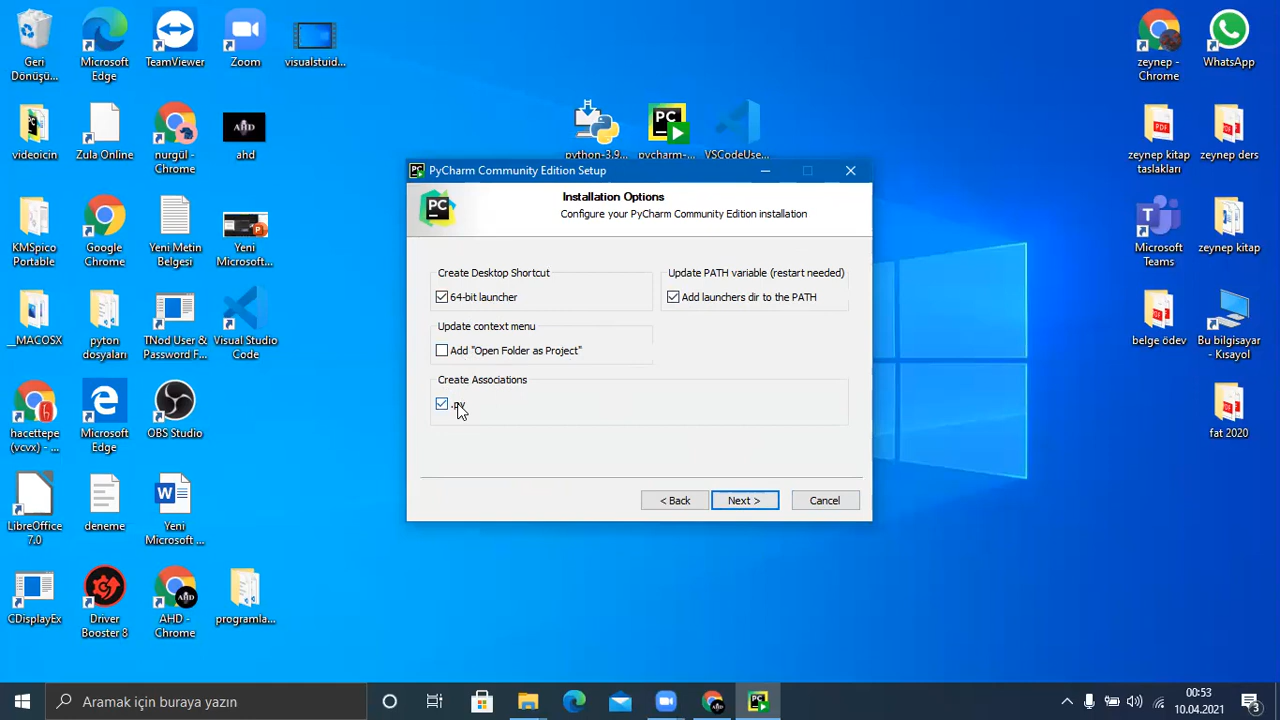 Geri
Dönüşü...
Microsoft
Edge
TeamViewer
Zoom
visualstuid...
zeynep -
Chrome
WhatsApp
videoicin
Zula Online
nurgül -
Chrome
AHD
ahd
python-3.9...
PC
pycharm-...
VSCodeUse...
zeynep kitap
taslakları
zeynep ders
KMSpico
Portable
Google
Chrome
Yeni Metin
Belgesi
Yeni
Microsoft...
Microsoft
Teams
zeynep kitap
__MACOSX
pyton
dosyaları
TNod User &
Password F...
Visual Studio
Code
belge ödev
Bu bilgisayar
- Kısayol
hacettepe
(vcvx) - ...
Microsoft
Edge
OBS Studio
fat 2020
LibreOffice
7.0
deneme
Yeni
Microsoft ...
CDisplayEx
Driver
Booster 8
AHD -
Chrome
programla...
PyCharm Community Edition Setup
PC
Installation Options
Configure your PyCharm Community Edition installation
Create Desktop Shortcut
64-bit launcher
Update PATH variable (restart needed)
Add launchers dir to the PATH
Update context menu
Add "Open Folder as Project"
Create Associations
.py
< Back
Next >
Cancel
Aramak için buraya yazın
00:53
10.04.2021
3